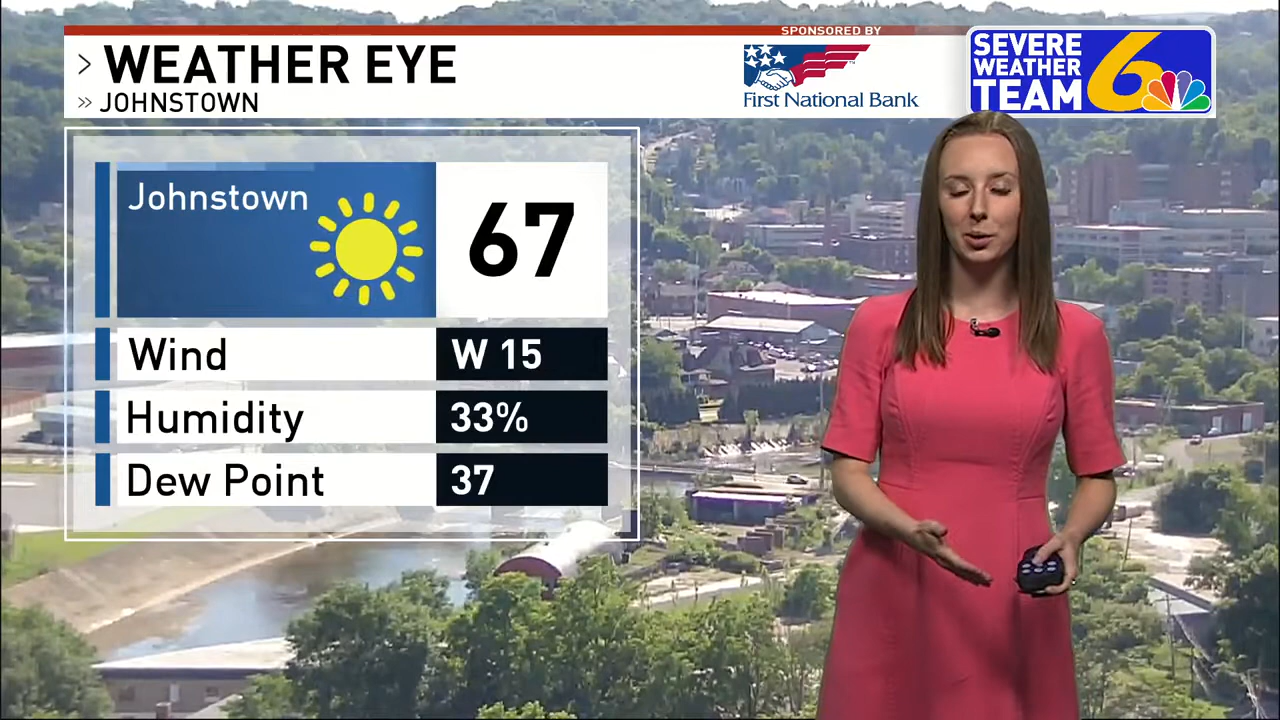 SPONSORED BY
WEATHER EYE
JOHNSTOWN
First National Bank
SEVERE
WEATHER
TEAM
6
Johnstown
67
Wind
W 15
Humidity
33%
Dew Point
37